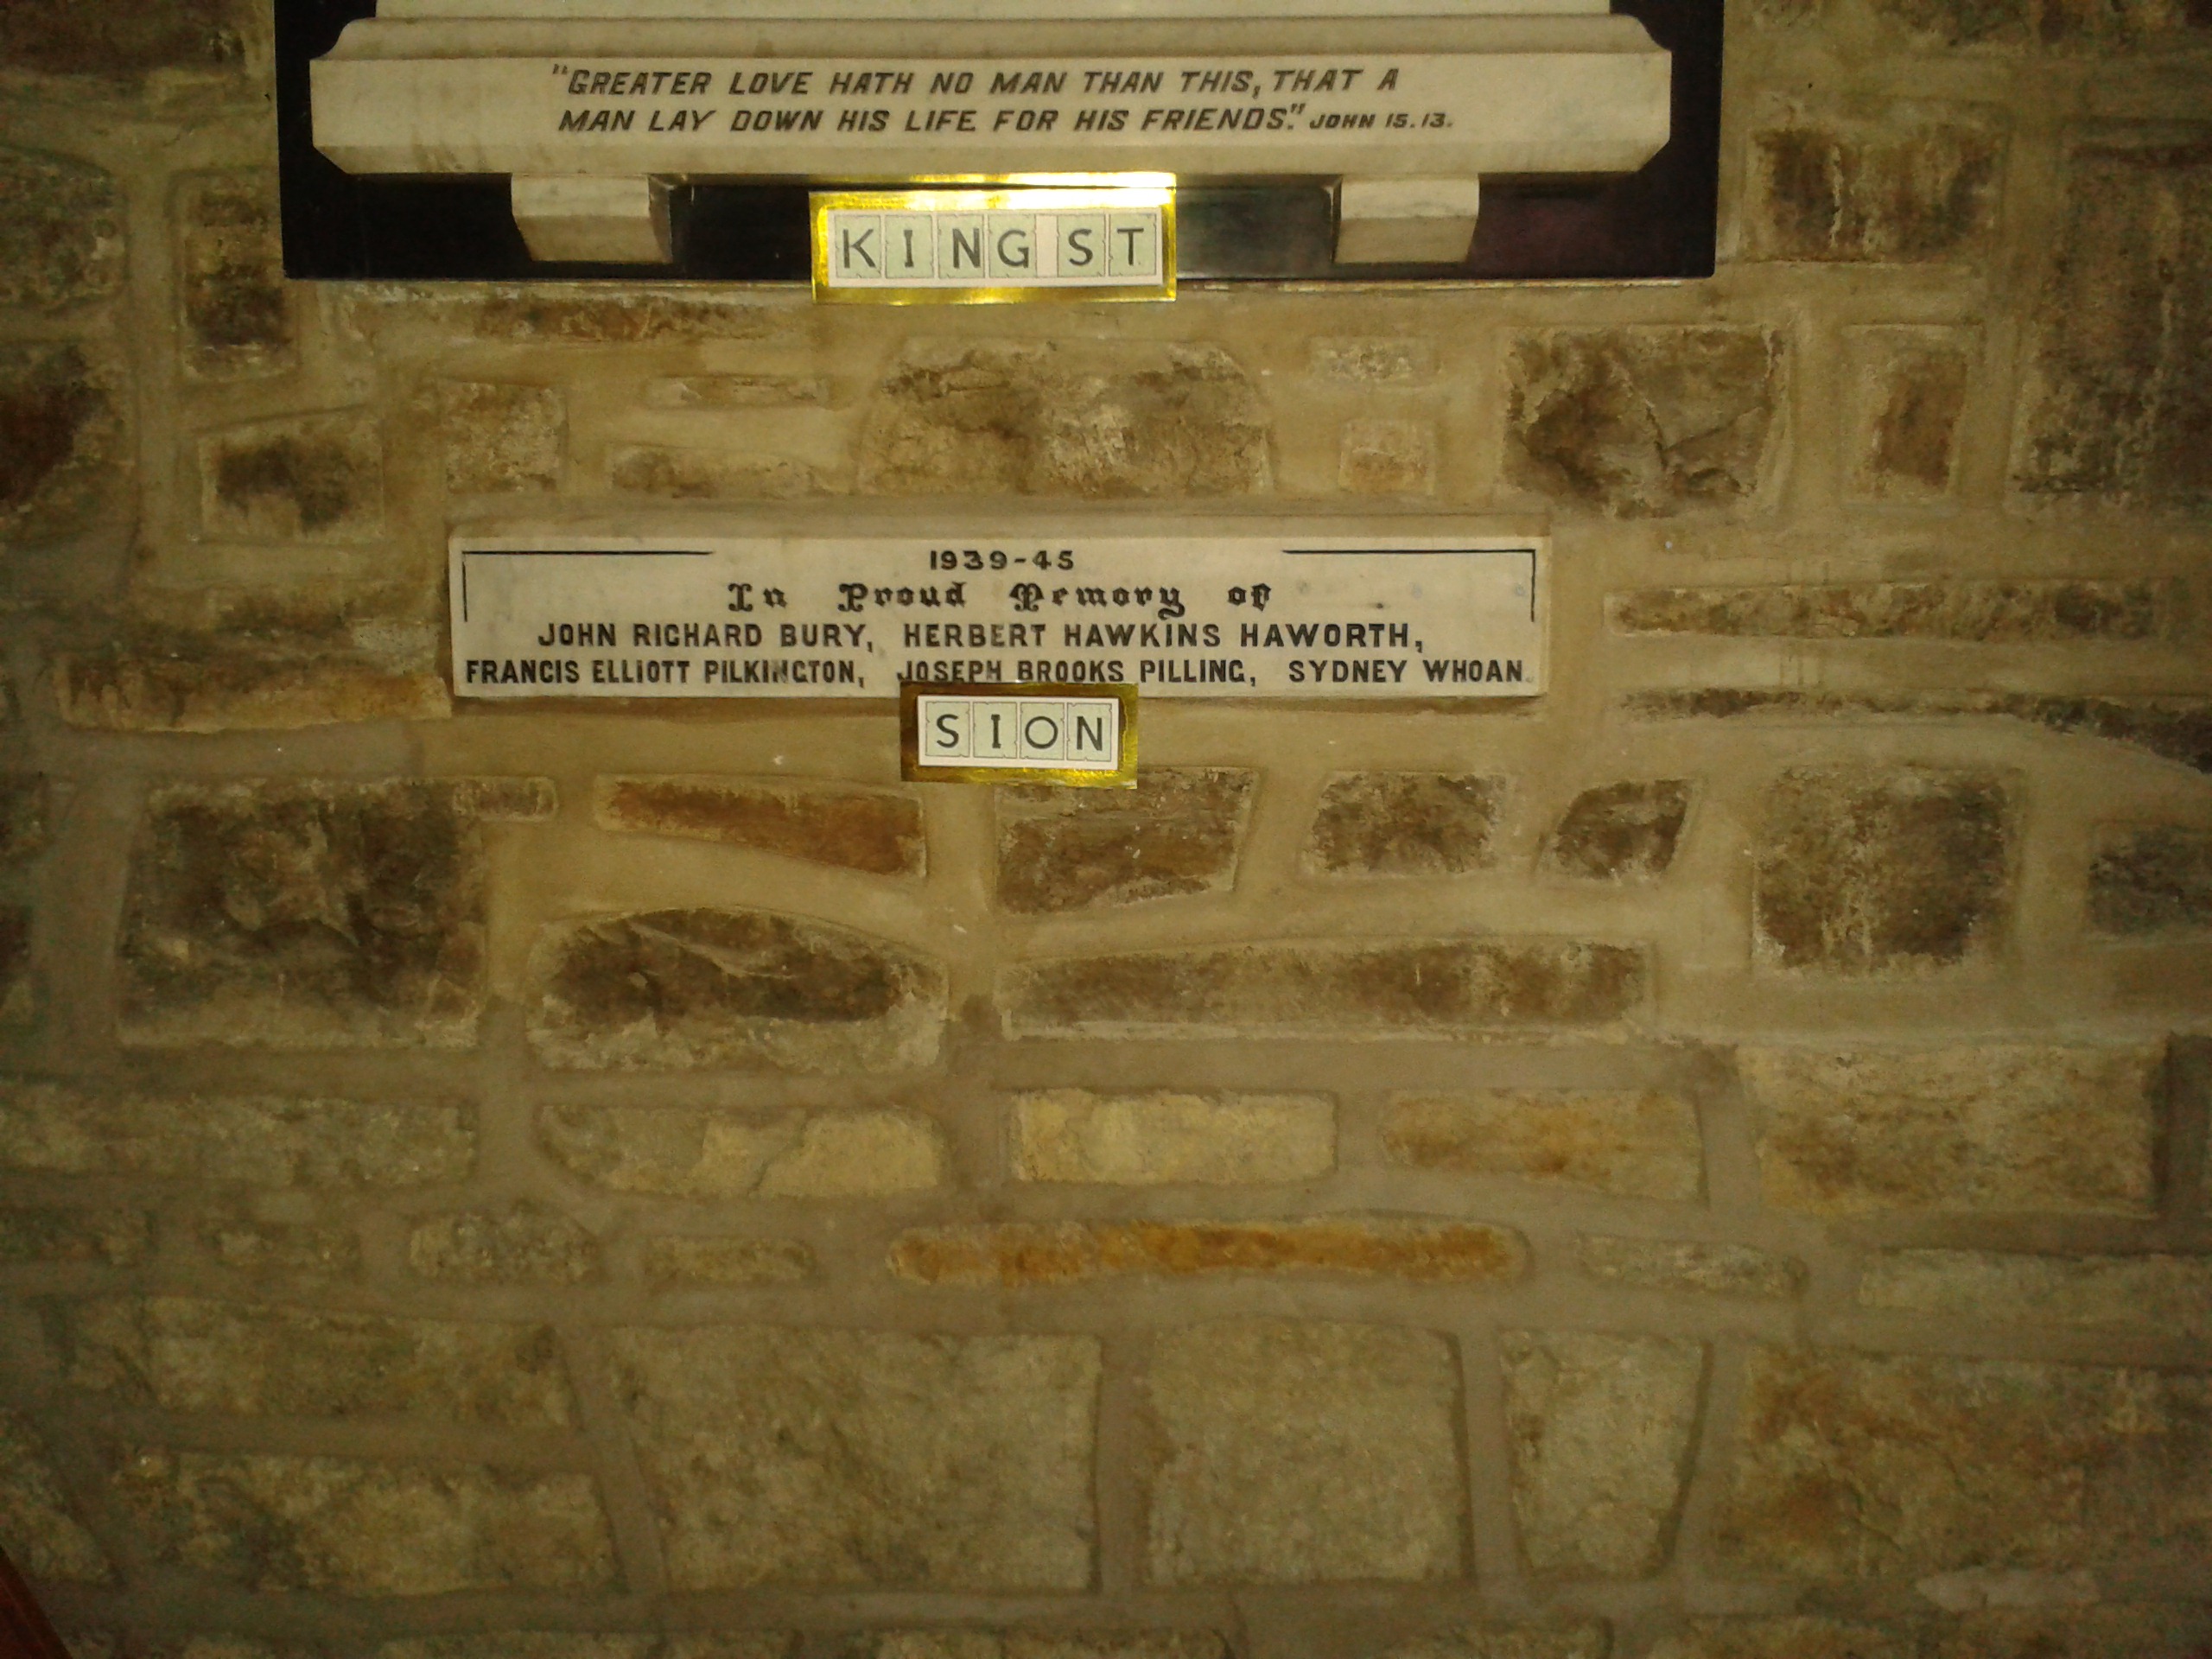 "GREATER LOVE HATH NO MAN THAN THIS, THAT A
MAN LAY DOWN HIS LIFE FOR HIS FRIENDS." JOHN 15.13.
KING ST
1939-45
In Proud Memory of
JOHN RICHARD BURY, HERBERT HAWKINS HAWORTH,
FRANCIS ELLIOTT PILKINGTON, JOSEPH BROOKS PILLING, SYDNEY WHOAN.
SION